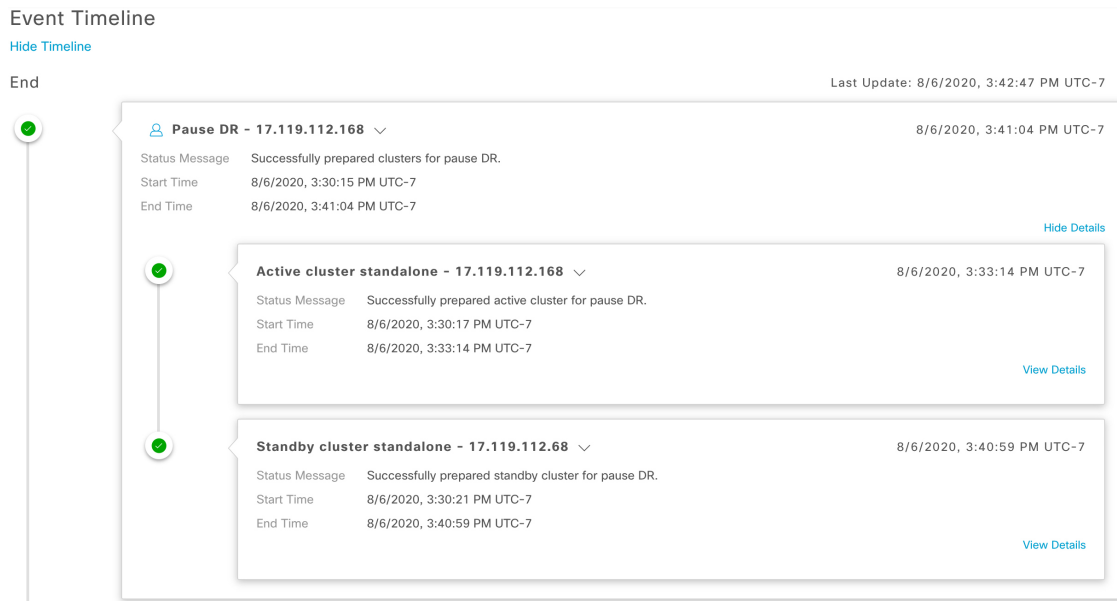 Event Timeline
Hide Timeline
End
Last Update: 8/6/2020, 3:42:47 PM UTC-7
Pause DR - 17.119.112.168
8/6/2020, 3:41:04 PM UTC-7
Status Message Successfully prepared clusters for pause DR.
Start Time 8/6/2020, 3:30:15 PM UTC-7
End Time 8/6/2020, 3:41:04 PM UTC-7
Hide Details
Active cluster standalone - 17.119.112.168
8/6/2020, 3:33:14 PM UTC-7
Status Message Successfully prepared active cluster for pause DR.
Start Time 8/6/2020, 3:30:17 PM UTC-7
End Time 8/6/2020, 3:33:14 PM UTC-7
View Details
Standby cluster standalone - 17.119.112.68
8/6/2020, 3:40:59 PM UTC-7
Status Message Successfully prepared standby cluster for pause DR.
Start Time 8/6/2020, 3:30:21 PM UTC-7
End Time 8/6/2020, 3:40:59 PM UTC-7
View Details